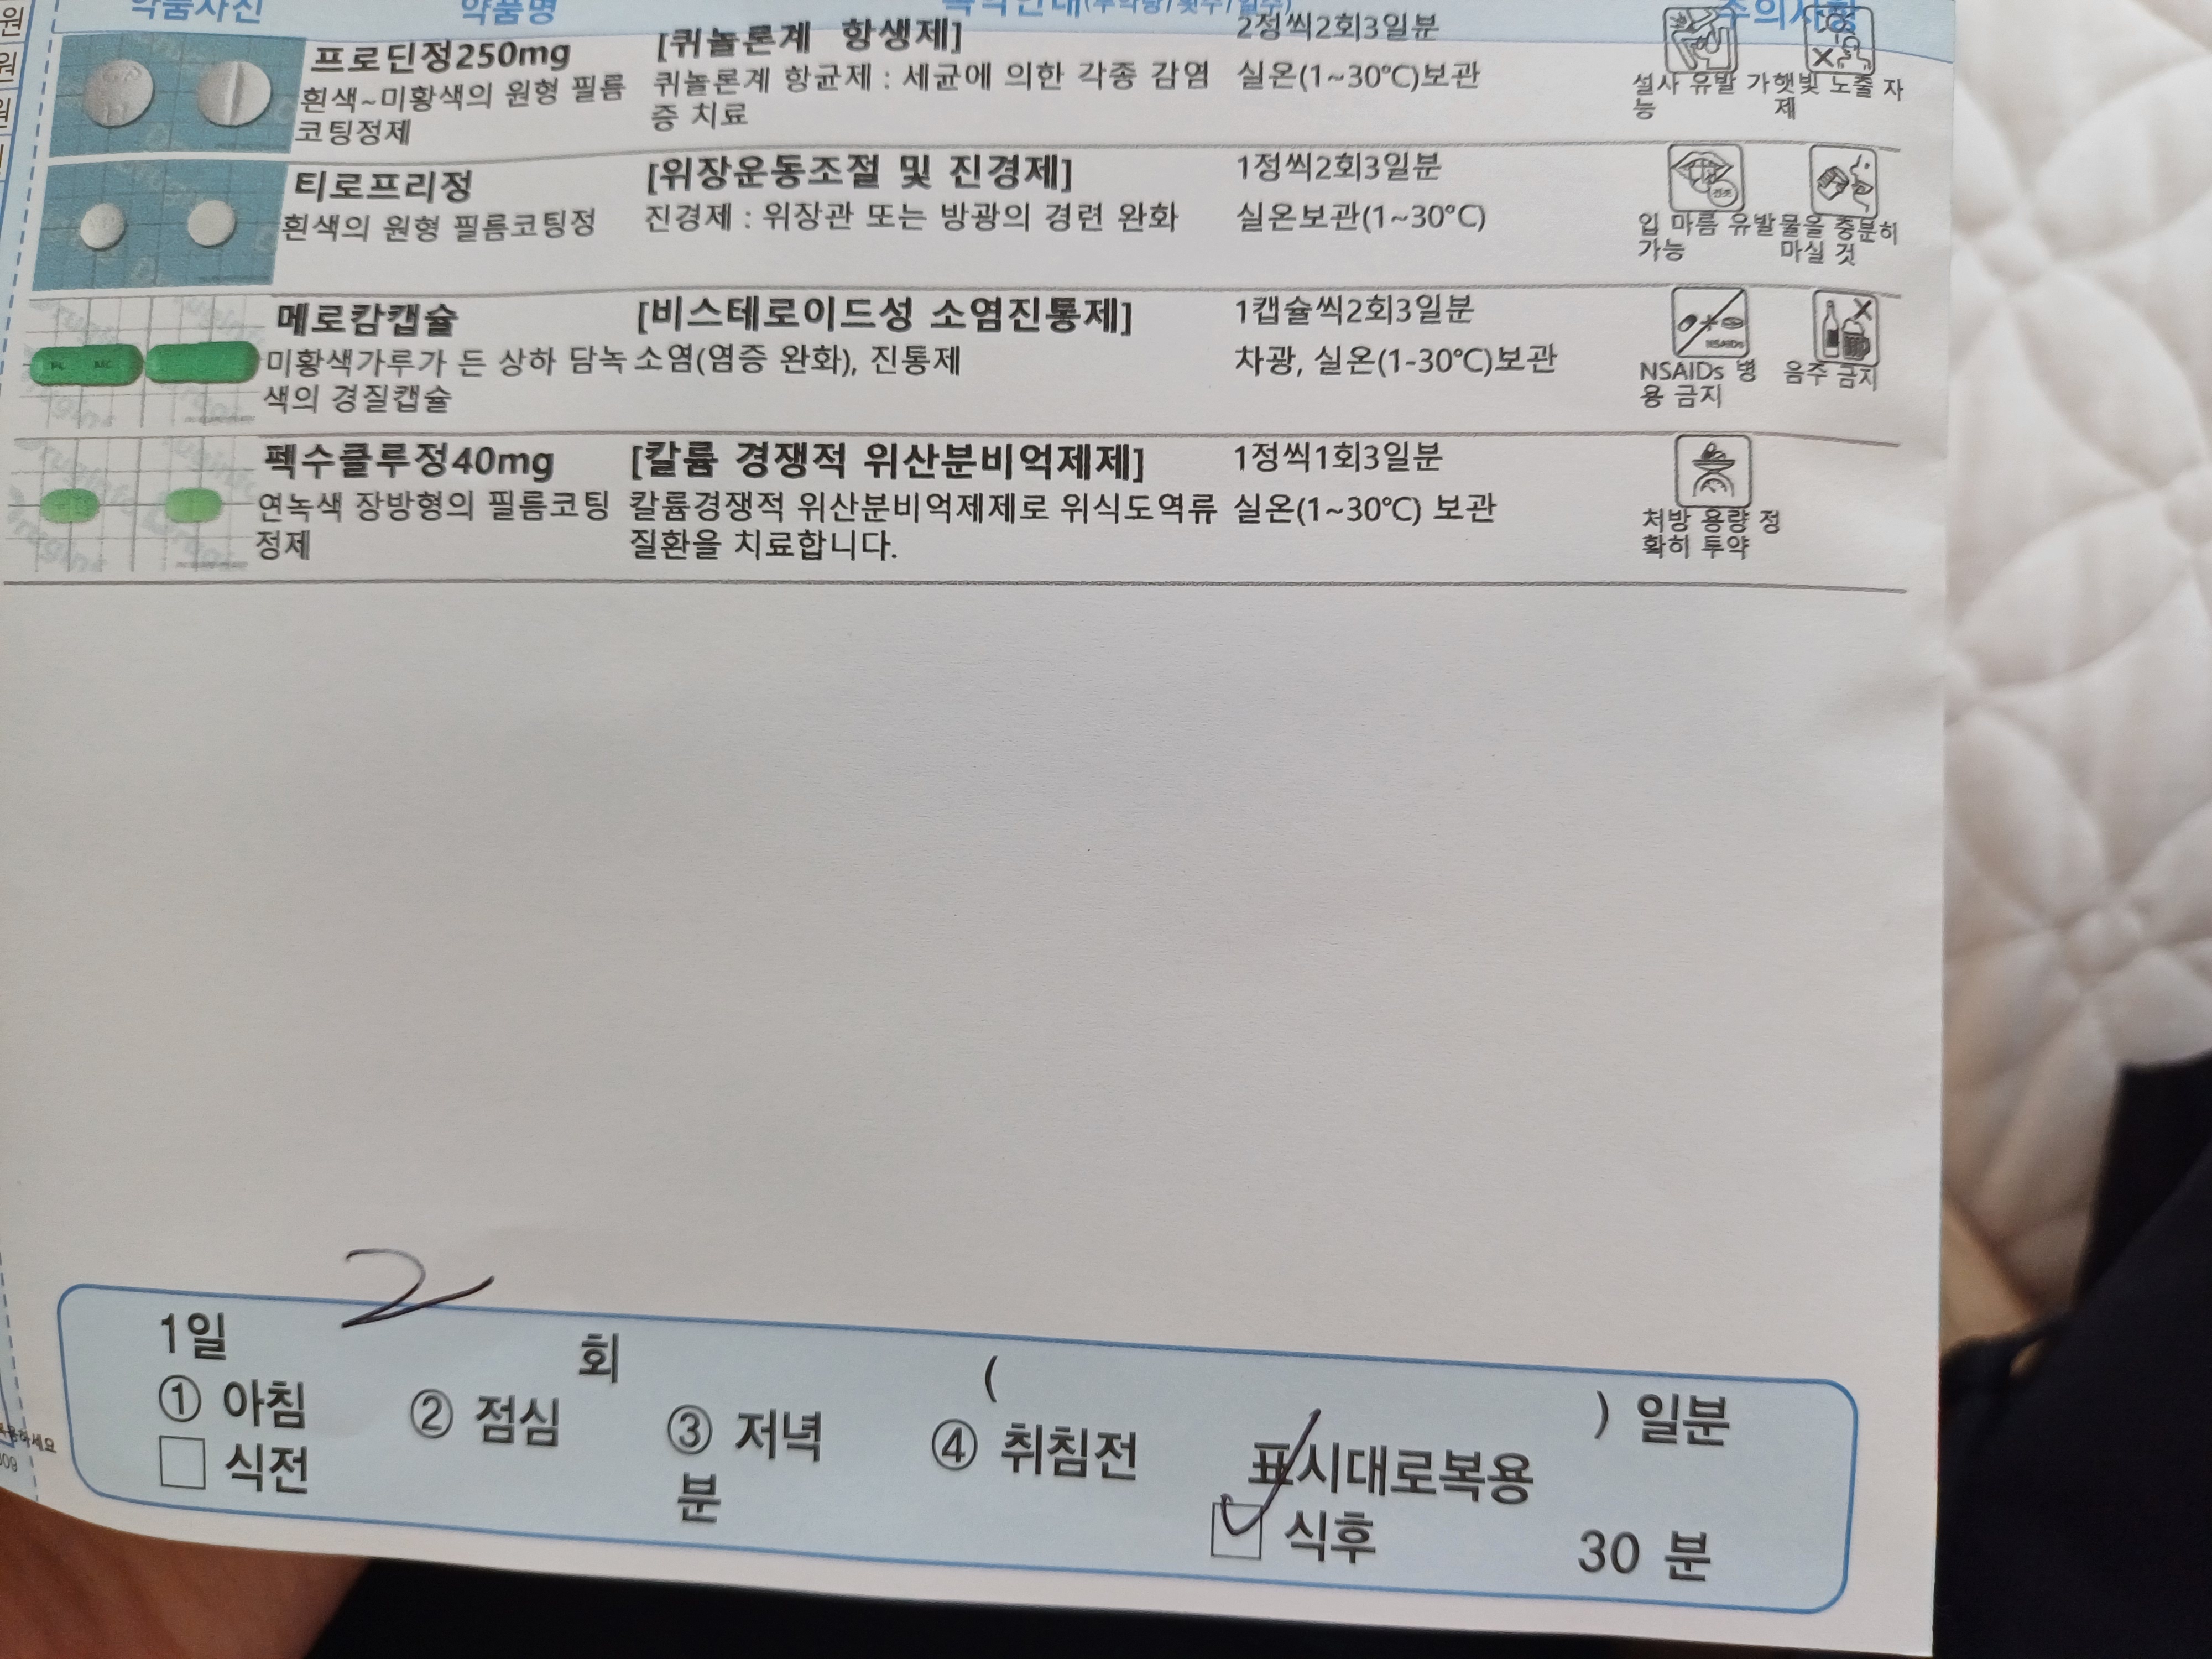 원
원
원
약품사진 약품명 주의사항
프로딘정250mg
흰색~미황색의 원형 필름
코팅정제
[퀴놀론계 항생제]
퀴놀론계 항균제 : 세균에 의한 각종 감염
증 치료
2정씩2회3일분
실온(1~30℃)보관
설사 유발 가
능
햇빛 노출 자
제
티로프리정
흰색의 원형 필름코팅정
[위장운동조절 및 진경제]
진경제 : 위장관 또는 방광의 경련 완화
1정씩2회3일분
실온보관(1~30℃)
입 마름 유발
가능
물을 충분히
마실 것
메로캄캡슐
미황색가루가 든 상하 담녹
색의 경질캡슐
[비스테로이드성 소염진통제]
소염(염증 완화), 진통제
1캡슐씩2회3일분
차광, 실온(1-30℃)보관
NSAIDs
NSAIDs 병
용 금지
음주 금지
펙수클루정40mg
연녹색 장방형의 필름코팅
정제
[칼륨 경쟁적 위산분비억제제]
칼륨경쟁적 위산분비억제제로 위식도역류
질환을 치료합니다.
1정씩1회3일분
실온(1~30℃) 보관
처방 용량 정
확히 투약
1일 2 회 ( ) 일분
① 아침 ② 점심 ③ 저녁 ④ 취침전 표시대로복용
식전 분 식후 30 분